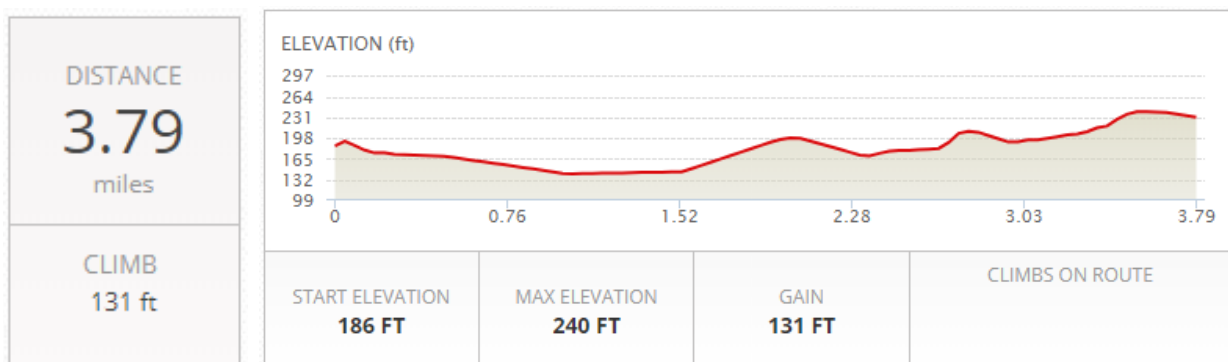 DISTANCE
3.79
miles
CLIMB
131 ft
ELEVATION (ft)
297
264
231
198
165
132
99
0 0.76 1.52 2.28 3.03 3.79
START ELEVATION
186 FT
MAX ELEVATION
240 FT
GAIN
131 FT
CLIMBS ON ROUTE